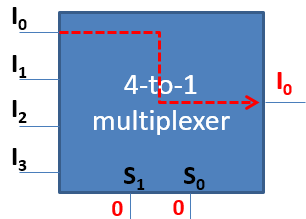 I₀
I₁
I₂
I₃
4-to-1
multiplexer
I₀
S₁ S₀
0 0